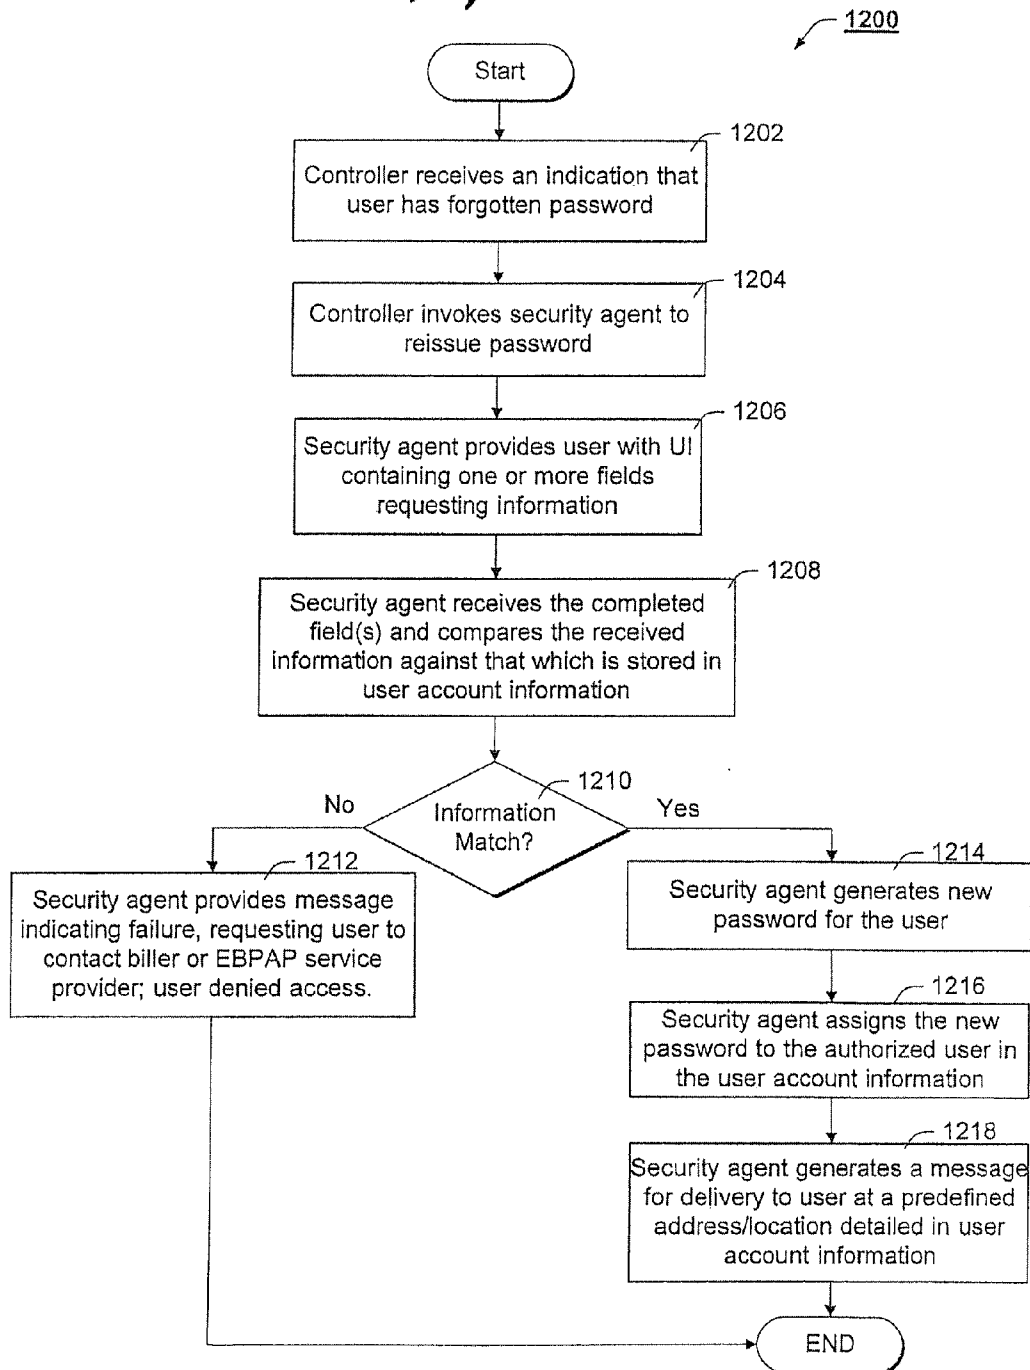 1200
Start
1202
Controller receives an indication that
user has forgotten password
1204
Controller invokes security agent to
reissue password
1206
Security agent provides user with UI
containing one or more fields
requesting information
1208
Security agent receives the completed
field(s) and compares the received
information against that which is stored in
user account information
1210
Information
Match?
No
Yes
1212
Security agent provides message
indicating failure, requesting user to
contact biller or EBPAP service
provider; user denied access.
1214
Security agent generates new
password for the user
1216
Security agent assigns the new
password to the authorized user in
the user account information
1218
Security agent generates a message
for delivery to user at a predefined
address/location detailed in user
account information
END